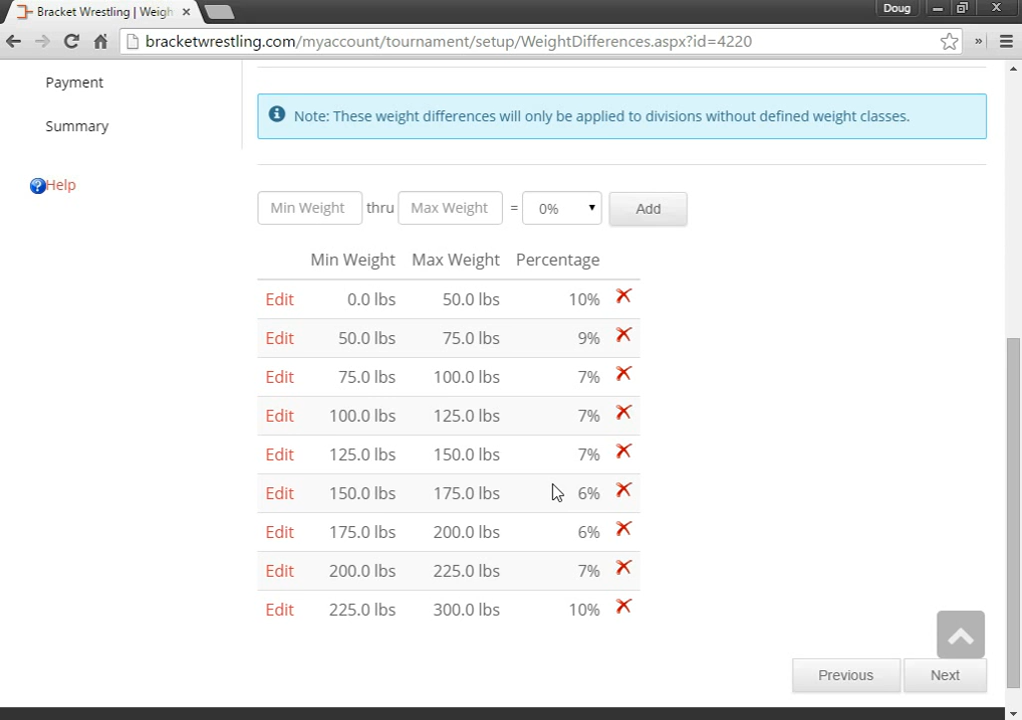 Bracket Wrestling | Weigh
Doug
bracketwrestling.com/myaccount/tournament/setup/WeightDifferences.aspx?id=4220
Payment
Summary
Help
Note: These weight differences will only be applied to divisions without defined weight classes.
Min Weight thru Max Weight = 0% Add
Min Weight Max Weight Percentage
Edit 0.0 lbs 50.0 lbs 10%
Edit 50.0 lbs 75.0 lbs 9%
Edit 75.0 lbs 100.0 lbs 7%
Edit 100.0 lbs 125.0 lbs 7%
Edit 125.0 lbs 150.0 lbs 7%
Edit 150.0 lbs 175.0 lbs 6%
Edit 175.0 lbs 200.0 lbs 6%
Edit 200.0 lbs 225.0 lbs 7%
Edit 225.0 lbs 300.0 lbs 10%
Previous Next